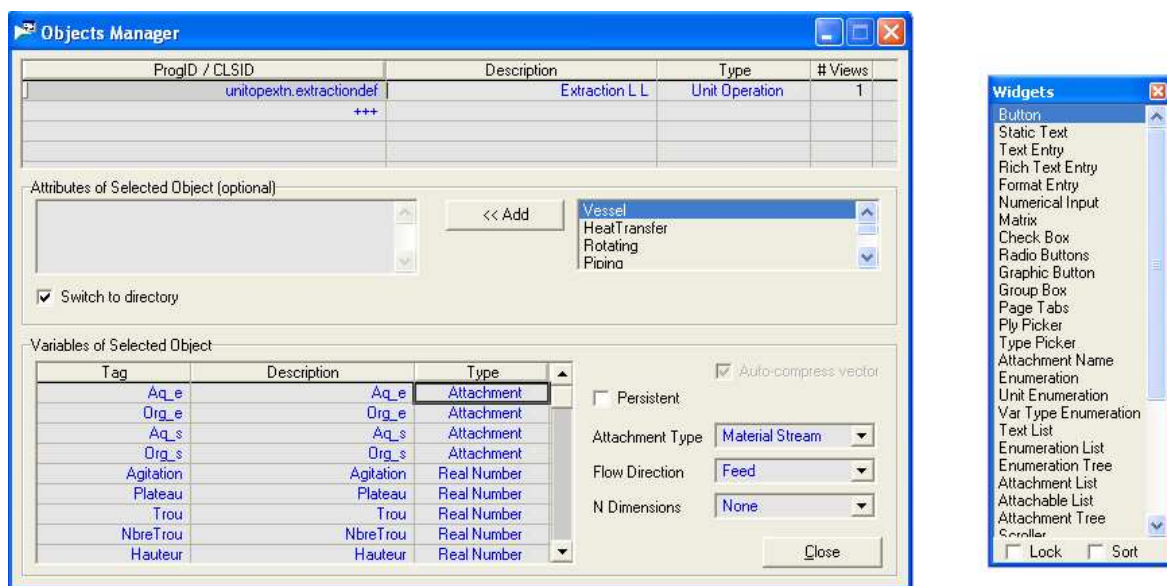 Objects Manager
ProgID / CLSID Description Type # Views
unitopextn.extractiondef Extraction L L Unit Operation 1
+++
Attributes of Selected Object (optional)
<< Add
Vessel
HeatTransfer
Rotating
Piping
Switch to directory
Variables of Selected Object
Tag Description Type
Aq_e Aq_e Attachment
Org_e Org_e Attachment
Aq_s Aq_s Attachment
Org_s Org_s Attachment
Agitation Agitation Real Number
Plateau Plateau Real Number
Trou Trou Real Number
NbreTrou NbreTrou Real Number
Hauteur Hauteur Real Number
Auto-compress vector
Persistent
Attachment Type Material Stream
Flow Direction Feed
N Dimensions None
Close
Widgets
Button
Static Text
Text Entry
Rich Text Entry
Format Entry
Numerical Input
Matrix
Check Box
Radio Buttons
Graphic Button
Group Box
Page Tabs
Ply Picker
Type Picker
Attachment Name
Enumeration
Unit Enumeration
Var Type Enumeration
Text List
Enumeration List
Enumeration Tree
Attachment List
Attachable List
Attachment Tree
Scroller
Lock Sort